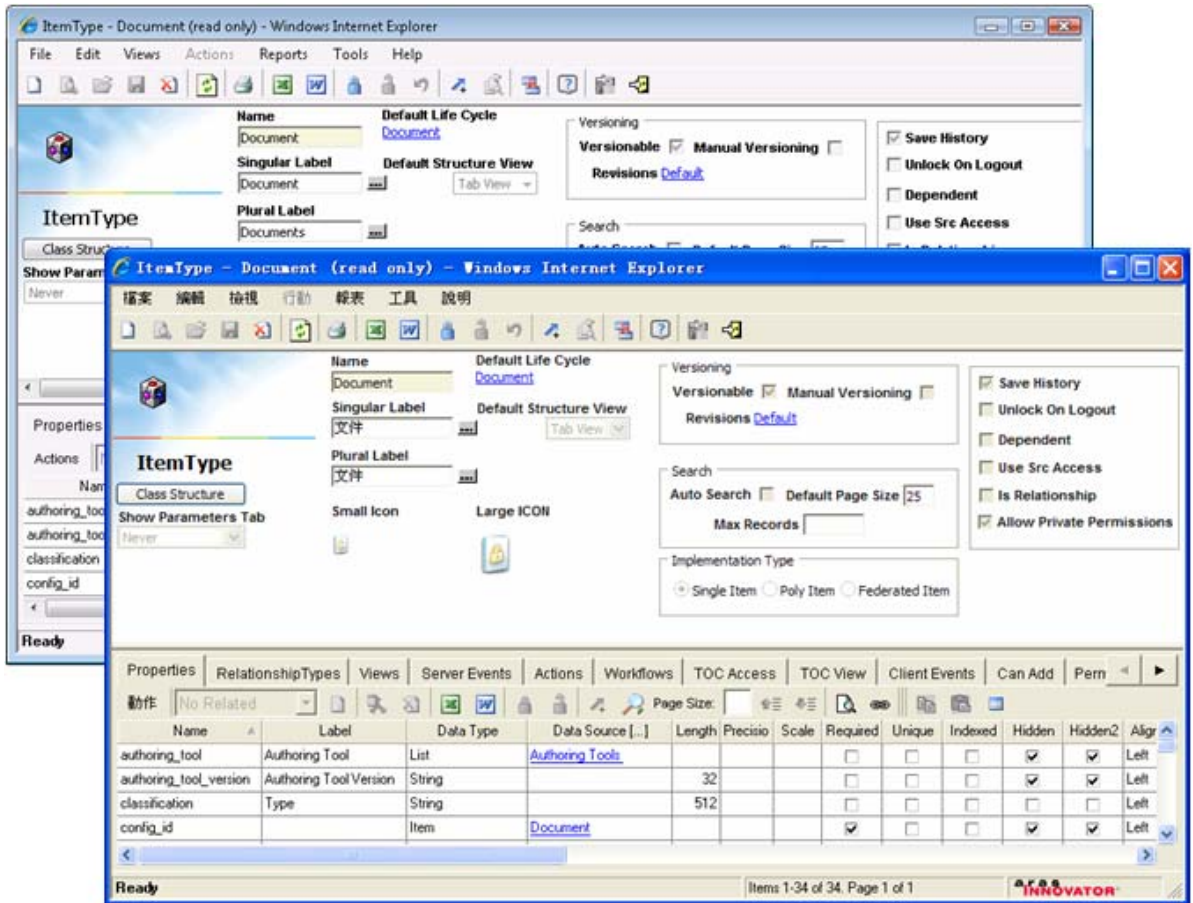 ItemType - Document (read only) - Windows Internet Explorer
File Edit Views Actions Reports Tools Help
Name
Document
Default Life Cycle
Document
Singular Label
Document
Default Structure View
Tab View
Plural Label
Documents
Versioning
Versionable Manual Versioning
Revisions Default
Search
Save History
Unlock On Logout
Dependent
Use Src Access
ItemType
Class Struc
Show Param
Never
Properties
Actions
Nam
authoring_too
authoring_too
classification
config_id
Ready
ItemType - Document (read only) - Windows Internet Explorer
檔案 編輯 檢視 行動 報表 工具 說明
Name
Document
Default Life Cycle
Document
Singular Label
文件
Default Structure View
Tab View
Plural Label
文件
Small Icon Large ICON
ItemType
Class Structure
Show Parameters Tab
Never
Versioning
Versionable Manual Versioning
Revisions Default
Search
Auto Search Default Page Size 25
Max Records
Implementation Type
Single Item Poly Item Federated Item
Save History
Unlock On Logout
Dependent
Use Src Access
Is Relationship
Allow Private Permissions
Properties RelationshipTypes Views Server Events Actions Workflows TOC Access TOC View Client Events Can Add Perm
動作 No Related Page Size:
Name Label Data Type Data Source [...] Length Precisio Scale Required Unique Indexed Hidden Hidden2 Align
authoring_tool Authoring Tool List Authoring Tools Left
authoring_tool_version Authoring Tool Version String 32 Left
classification Type String 512 Left
config_id Item Document Left
Ready Items 1-34 of 34. Page 1 of 1 aras INNOVATOR